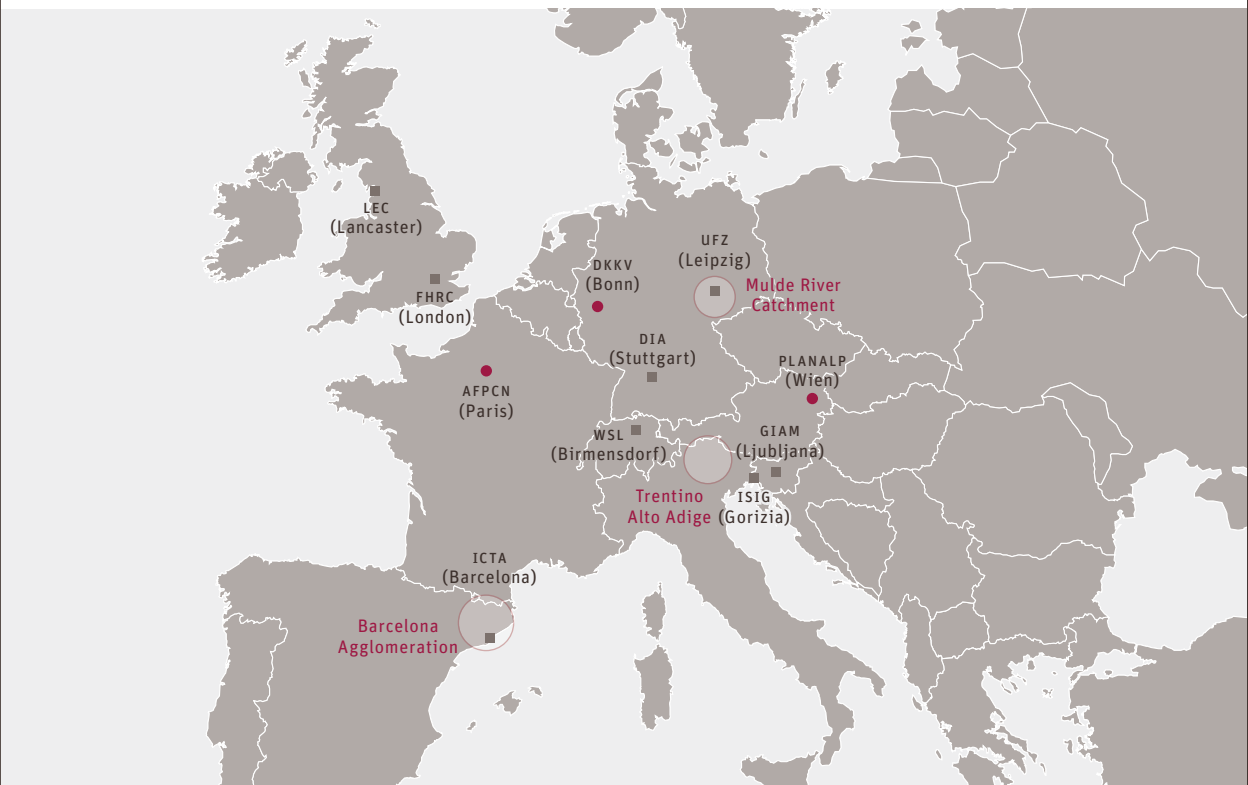 LEC
(Lancaster)
FHRC
(London)
DKKV
(Bonn)
UFZ
(Leipzig)
Mulde River
Catchment
DIA
(Stuttgart)
PLANALP
(Wien)
AFPCN
(Paris)
WSL
(Birmensdorf)
GIAM
(Ljubljana)
Trentino
Alto Adige
ISIG
(Gorizia)
ICTA
(Barcelona)
Barcelona
Agglomeration